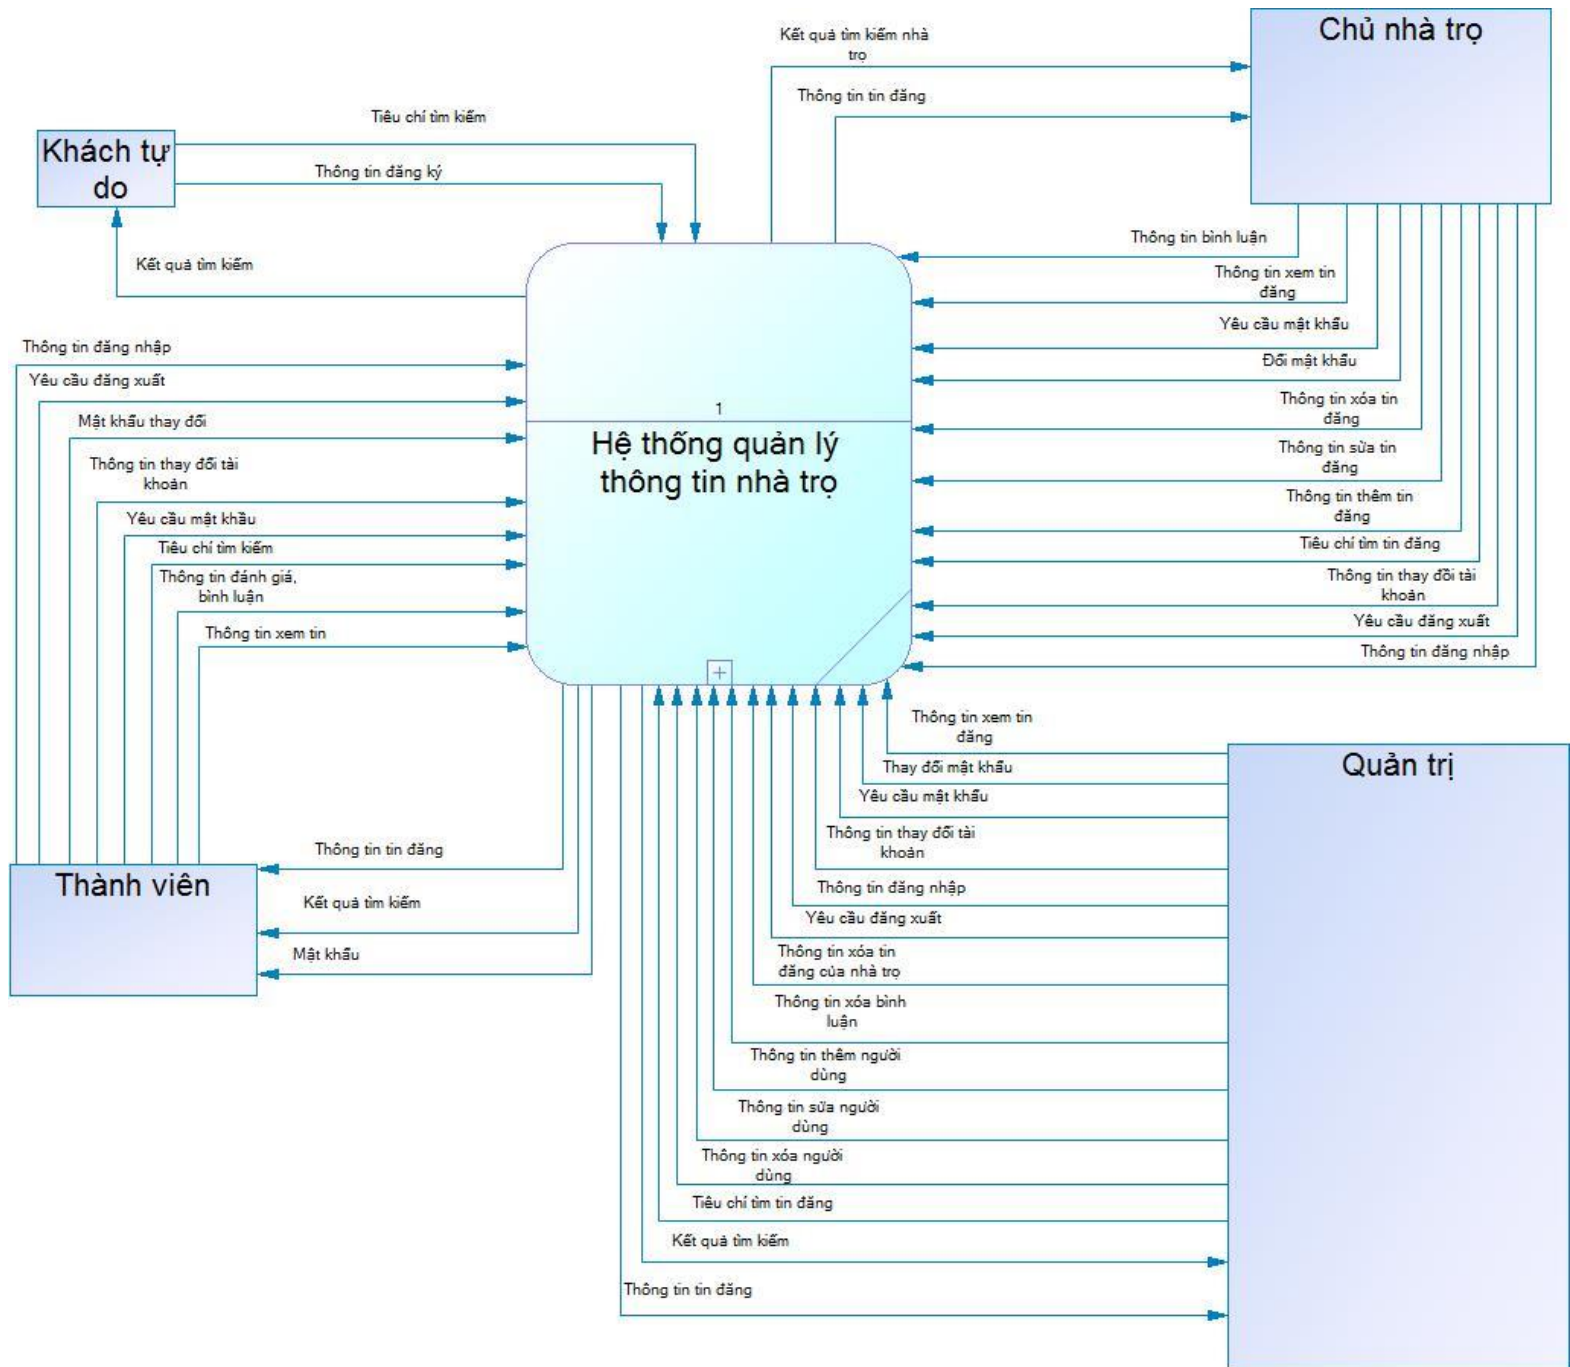 Kết quả tìm kiếm nhà
trọ
Thông tin tin đăng
Chủ nhà trọ
Tiêu chí tìm kiếm
Khách tự
do
Thông tin đăng ký
Kết quả tìm kiếm
Thông tin bình luận
Thông tin xem tin
đăng
Yêu cầu mật khẩu
Đổi mật khẩu
Thông tin xóa tin
đăng
Thông tin sửa tin
đăng
Thông tin thêm tin
đăng
Tiêu chí tìm tin đăng
Thông tin thay đồi tài
khoản
Yêu cầu đăng xuất
Thông tin đăng nhập
Thông tin đăng nhập
Yêu cầu đăng xuất
Mật khẩu thay đổi
Thông tin thay đổi tài
khoản
Yêu cầu mật khầu
Tiêu chí tìm kiếm
Thông tin đánh giá,
bình luận
Thông tin xem tin
1
Hệ thống quản lý
thông tin nhà trọ
+
Thành viên
Thông tin tin đăng
Kết quả tìm kiếm
Mật khẩu
Thông tin xem tin
đăng
Thay đổi mật khẩu
Yêu cầu mật khẩu
Thông tin thay đổi tài
khoản
Thông tin đăng nhập
Yêu cầu đăng xuất
Thông tin xóa tin
đăng của nhà trọ
Thông tin xóa bình
luận
Thông tin thêm người
dùng
Thông tin sửa người
dùng
Thông tin xóa người
dùng
Tiêu chí tìm tin đăng
Kết quả tìm kiếm
Thông tin tin đăng
Quản trị